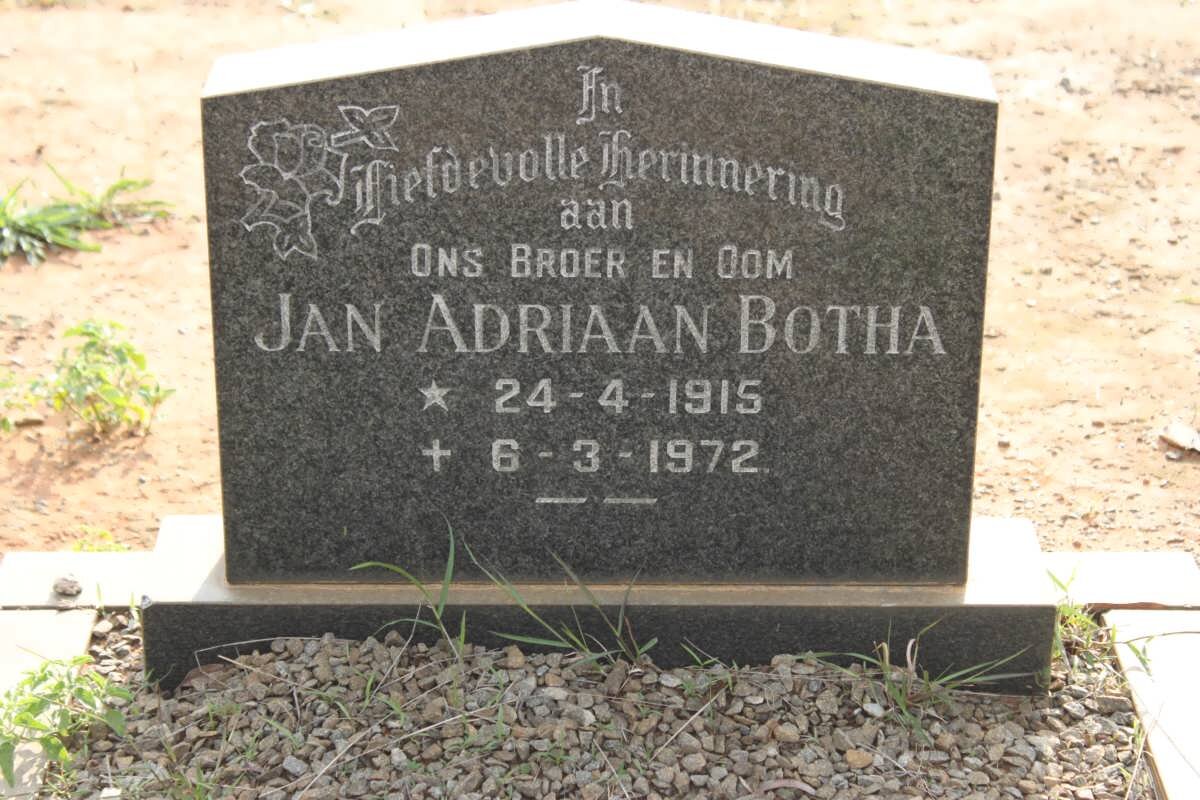 In
Liefdevolle Herinnering
aan
ONS BROER EN OOM
JAN ADRIAAN BOTHA
★ 24-4-1915
✝ 6-3-1972.